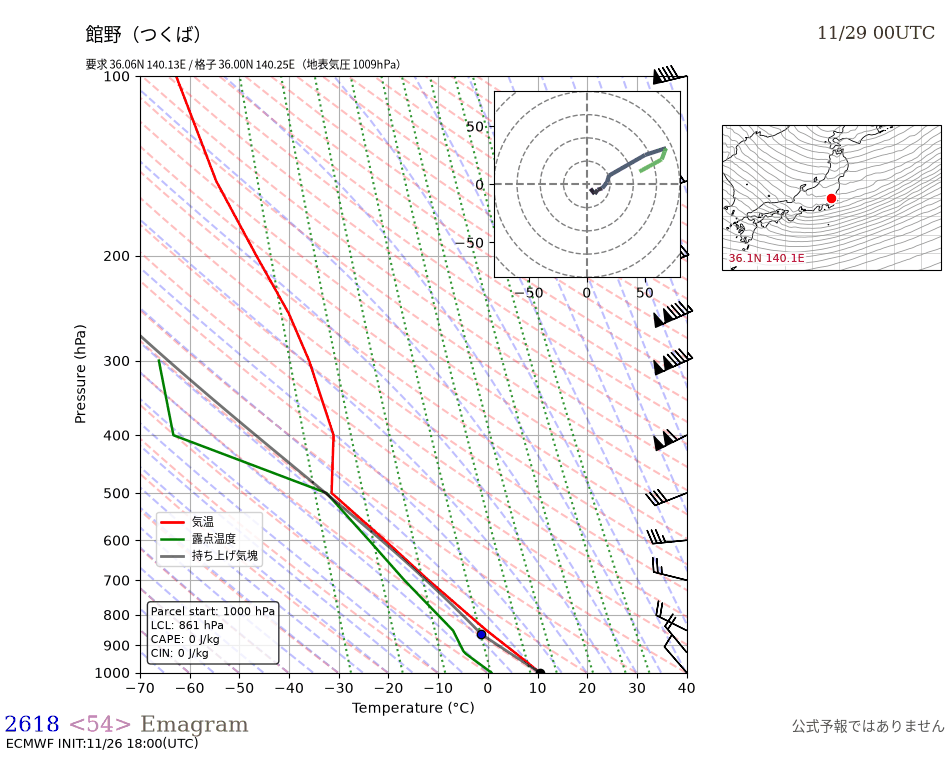 館野（つくば）
11/29 00UTC
要求 36.06N 140.13E / 格子 36.00N 140.25E（地表気圧 1009hPa）
100
200
300
400
500
600
700
800
900
1000
Pressure (hPa)
50
0
−50
−50 0 50
36.1N 140.1E
気温
露点温度
持ち上げ気塊
Parcel start: 1000 hPa
LCL: 861 hPa
CAPE: 0 J/kg
CIN: 0 J/kg
−70 −60 −50 −40 −30 −20 −10 0 10 20 30 40
Temperature (°C)
2618 <54> Emagram
公式予報ではありません
ECMWF INIT:11/26 18:00(UTC)